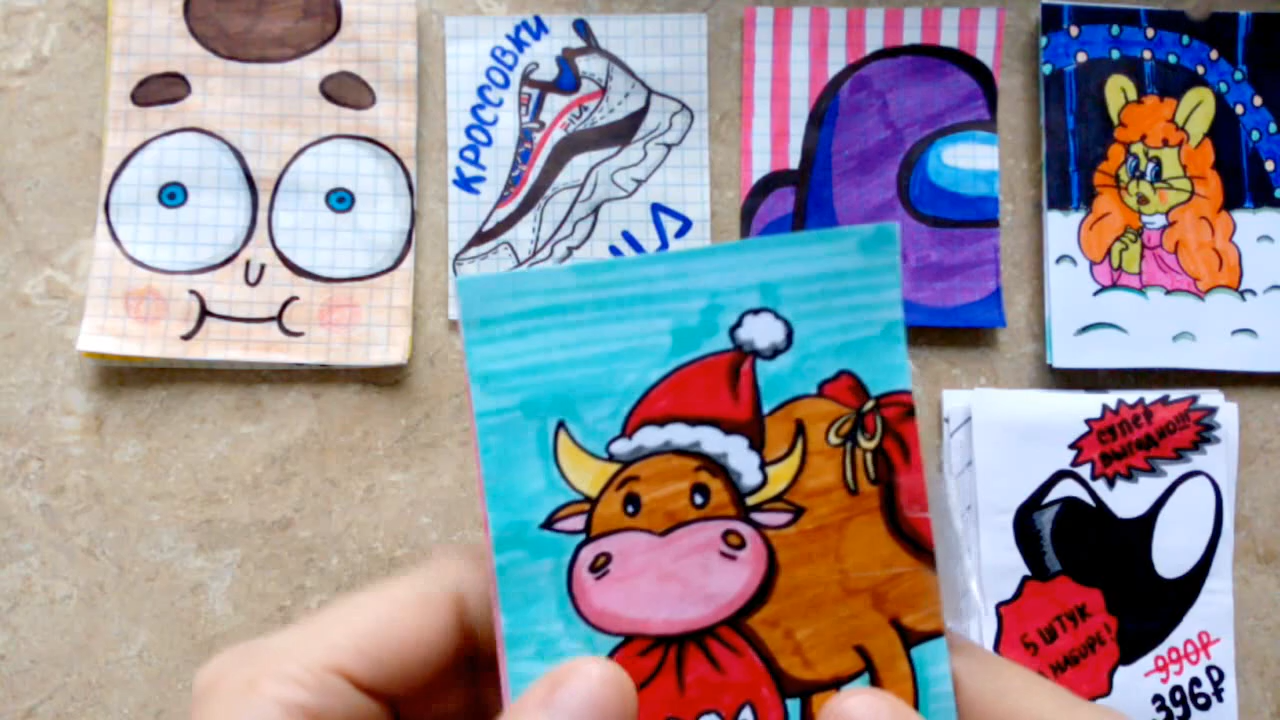 КРОССОВКИ
FILA
супер
выгодно!!!
5 ШТУК
НАБОРЕ!
990₽
396₽